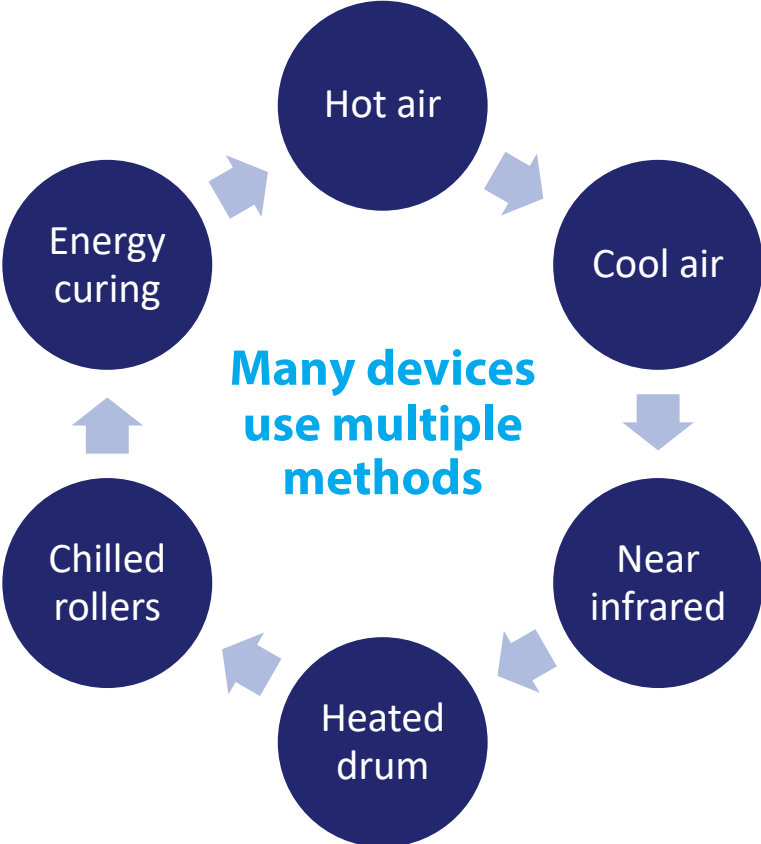 Hot air
Cool air
Near
infrared
Heated
drum
Chilled
rollers
Energy
curing
Many devices
use multiple
methods